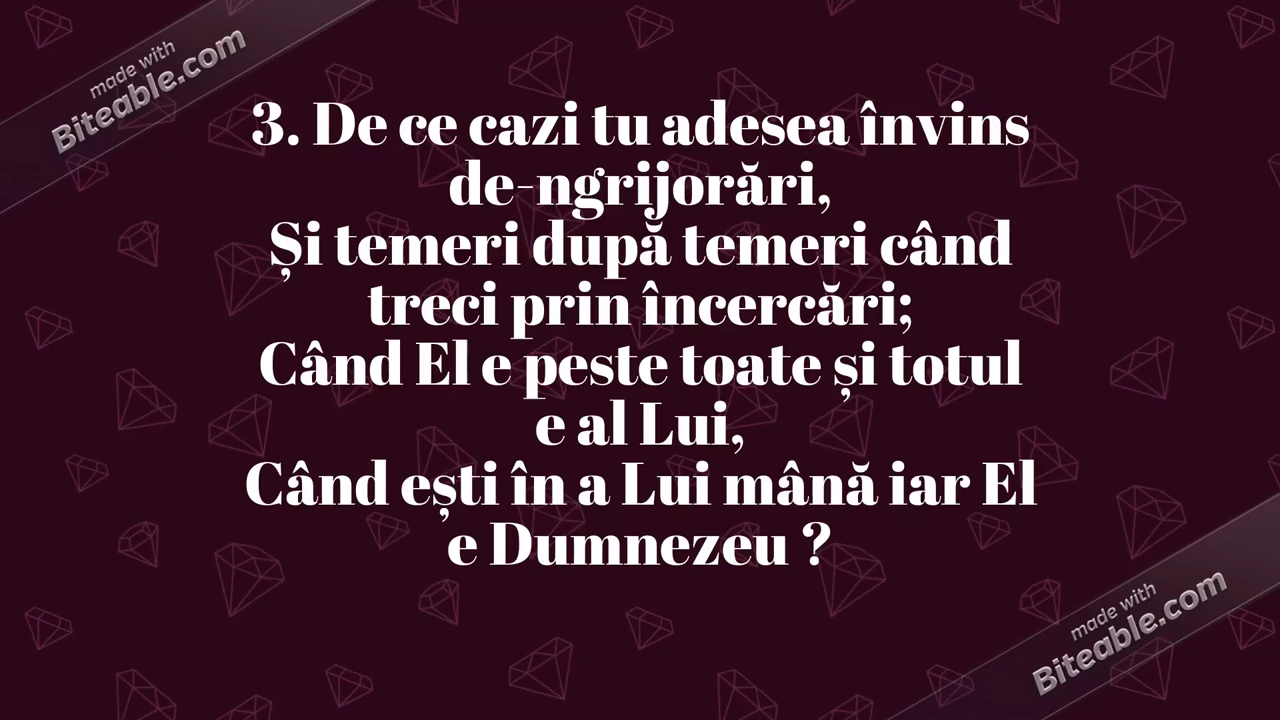 made with
Biteable.com
3. De ce cazi tu adesea învins
de-ngrijorări,
Și temeri după temeri când
treci prin încercări;
Când El e peste toate și totul
e al Lui,
Când ești în a Lui mână iar El
e Dumnezeu ?
made with
Biteable.com